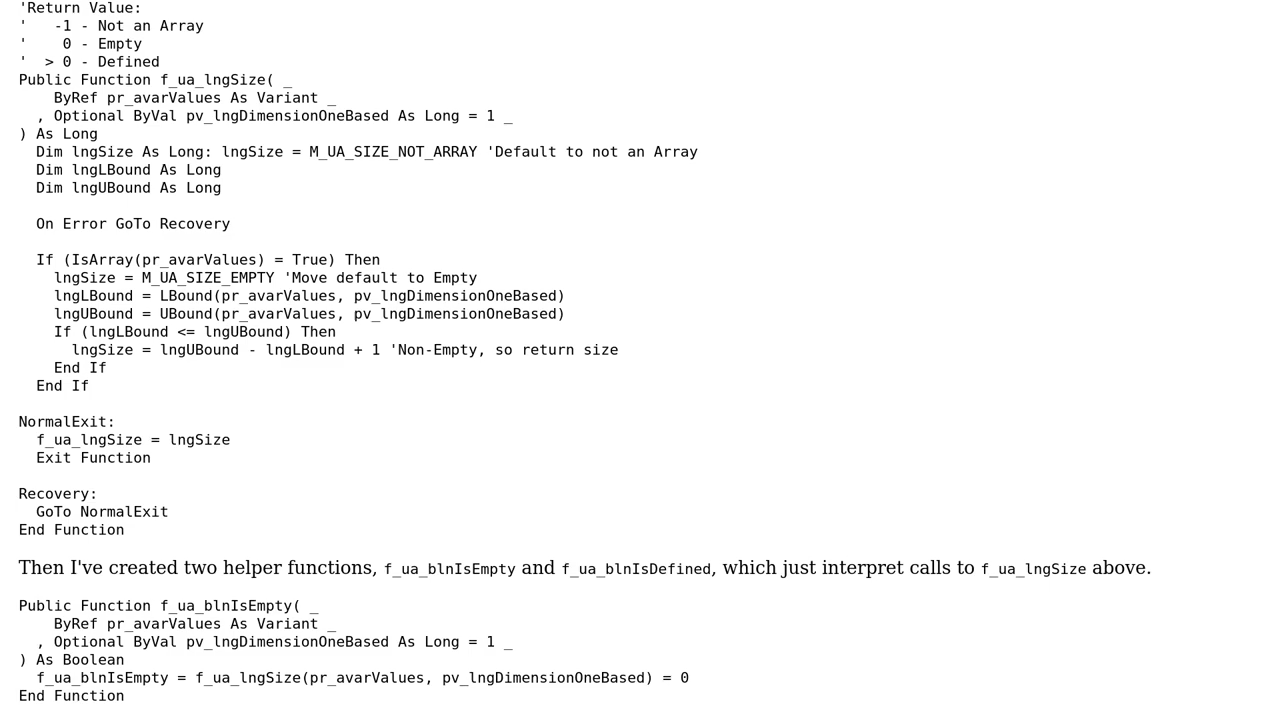 'Return Value:
'   -1 - Not an Array
'    0 - Empty
'  > 0 - Defined
Public Function f_ua_lngSize( _
    ByRef pr_avarValues As Variant _
  , Optional ByVal pv_lngDimensionOneBased As Long = 1 _
) As Long
  Dim lngSize As Long: lngSize = M_UA_SIZE_NOT_ARRAY 'Default to not an Array
  Dim lngLBound As Long
  Dim lngUBound As Long

  On Error GoTo Recovery

  If (IsArray(pr_avarValues) = True) Then
    lngSize = M_UA_SIZE_EMPTY 'Move default to Empty
    lngLBound = LBound(pr_avarValues, pv_lngDimensionOneBased)
    lngUBound = UBound(pr_avarValues, pv_lngDimensionOneBased)
    If (lngLBound <= lngUBound) Then
      lngSize = lngUBound - lngLBound + 1 'Non-Empty, so return size
    End If
  End If

NormalExit:
  f_ua_lngSize = lngSize
  Exit Function

Recovery:
  GoTo NormalExit
End Function

Then I've created two helper functions, f_ua_blnIsEmpty and f_ua_blnIsDefined, which just interpret calls to f_ua_lngSize above.

Public Function f_ua_blnIsEmpty( _
    ByRef pr_avarValues As Variant _
  , Optional ByVal pv_lngDimensionOneBased As Long = 1 _
) As Boolean
  f_ua_blnIsEmpty = f_ua_lngSize(pr_avarValues, pv_lngDimensionOneBased) = 0
End Function